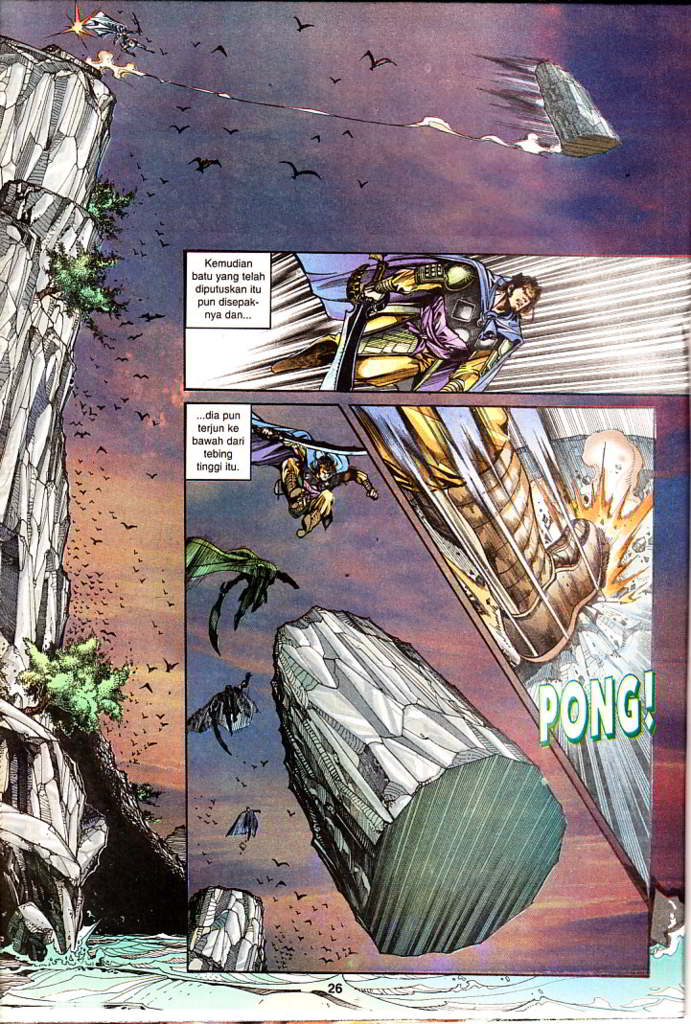 Kemudian
batu yang telah
diputuskan itu
pun disepak-
nya dan...
...dia pun
terjun ke
bawah dari
tebing
tinggi itu.
PONG!
26